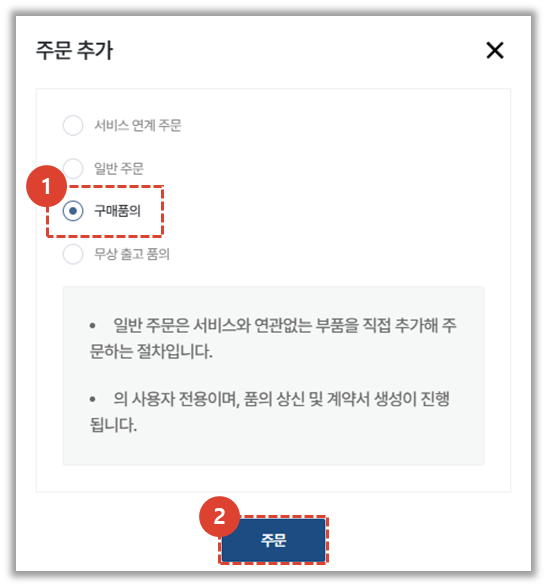 주문 추가
서비스 연계 주문
일반 주문
1
구매품의
무상 출고 품의
• 일반 주문은 서비스와 연관없는 부품을 직접 추가해 주
문하는 절차입니다.
• 의 사용자 전용이며, 품의 상신 및 계약서 생성이 진행
됩니다.
2
주문